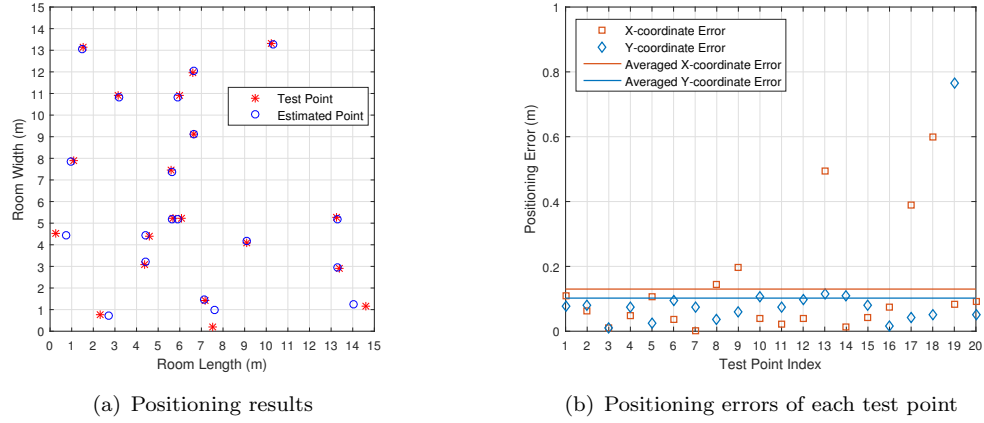 15
14
13
12
11
10
9
8
7
6
5
4
3
2
1
0
Room Width (m)
Test Point
Estimated Point
0 1 2 3 4 5 6 7 8 9 10 11 12 13 14 15
Room Length (m)
(a) Positioning results
1
0.8
0.6
0.4
0.2
0
Positioning Error (m)
X-coordinate Error
Y-coordinate Error
Averaged X-coordinate Error
Averaged Y-coordinate Error
1 2 3 4 5 6 7 8 9 10 11 12 13 14 15 16 17 18 19 20
Test Point Index
(b) Positioning errors of each test point